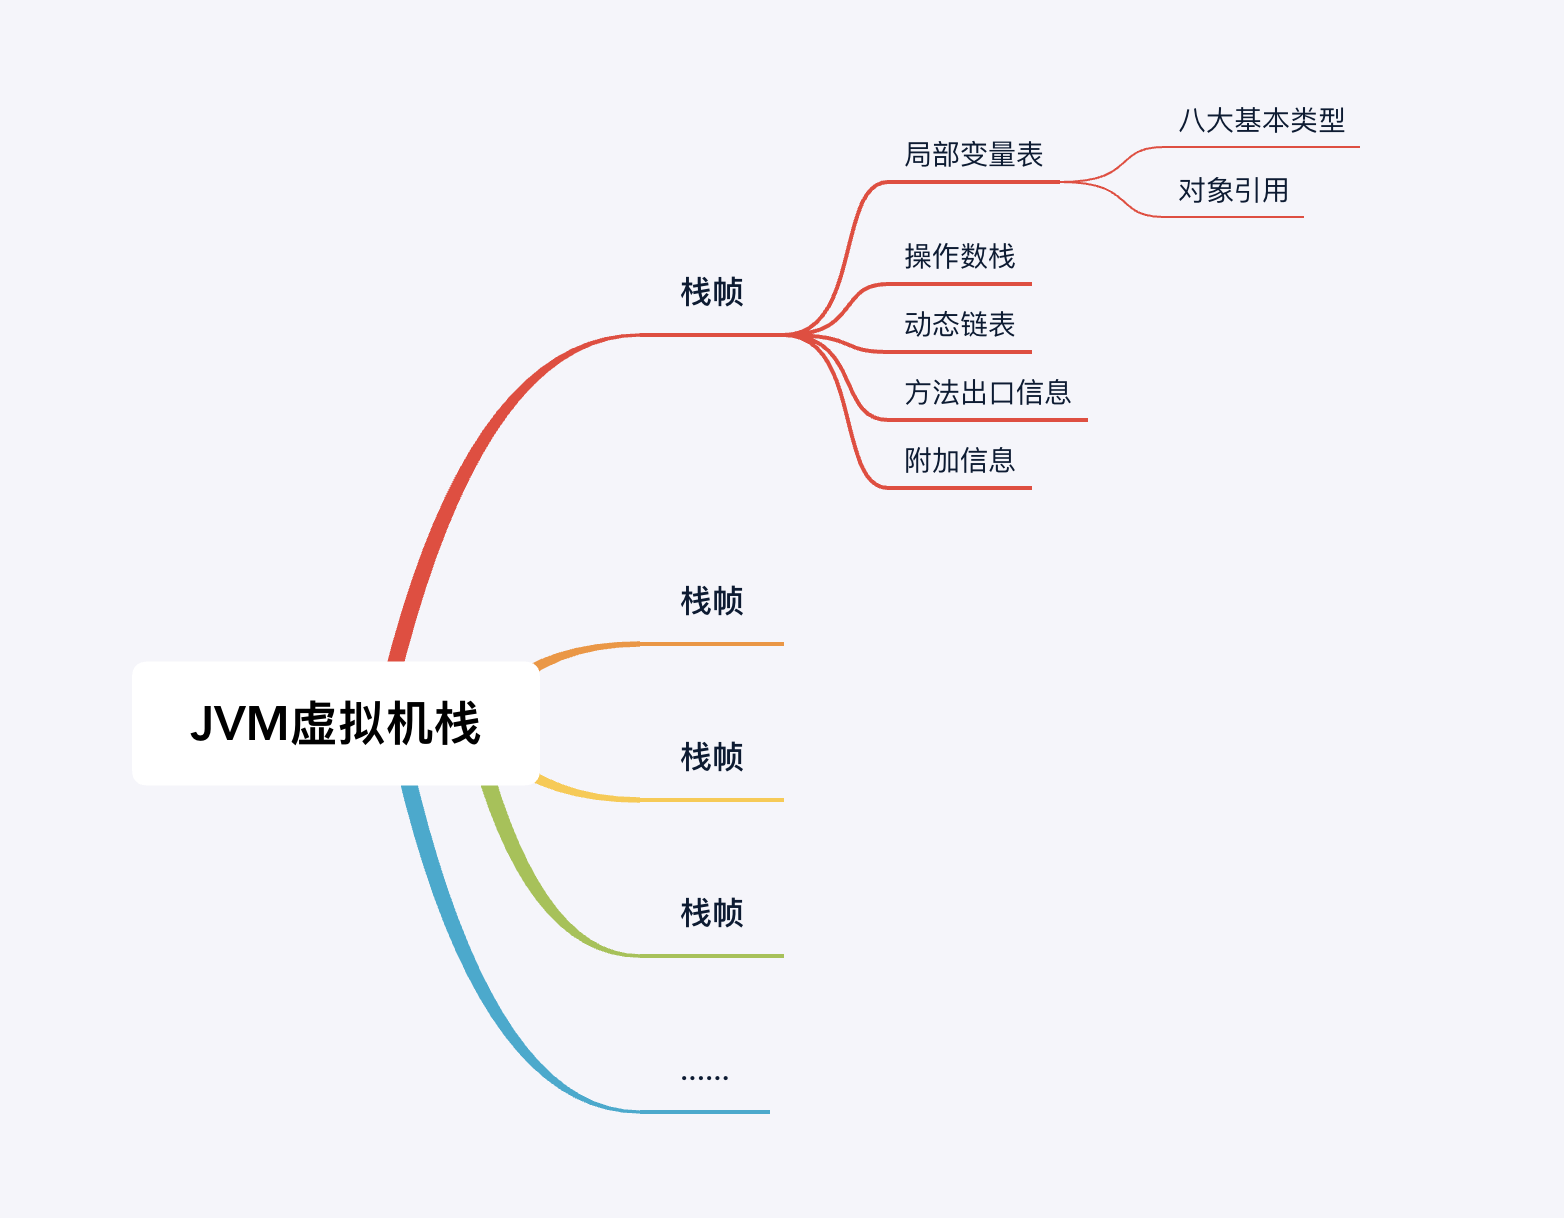 八大基本类型
局部变量表
对象引用
操作数栈
栈帧
动态链表
方法出口信息
附加信息
栈帧
JVM虚拟机栈
栈帧
栈帧
......